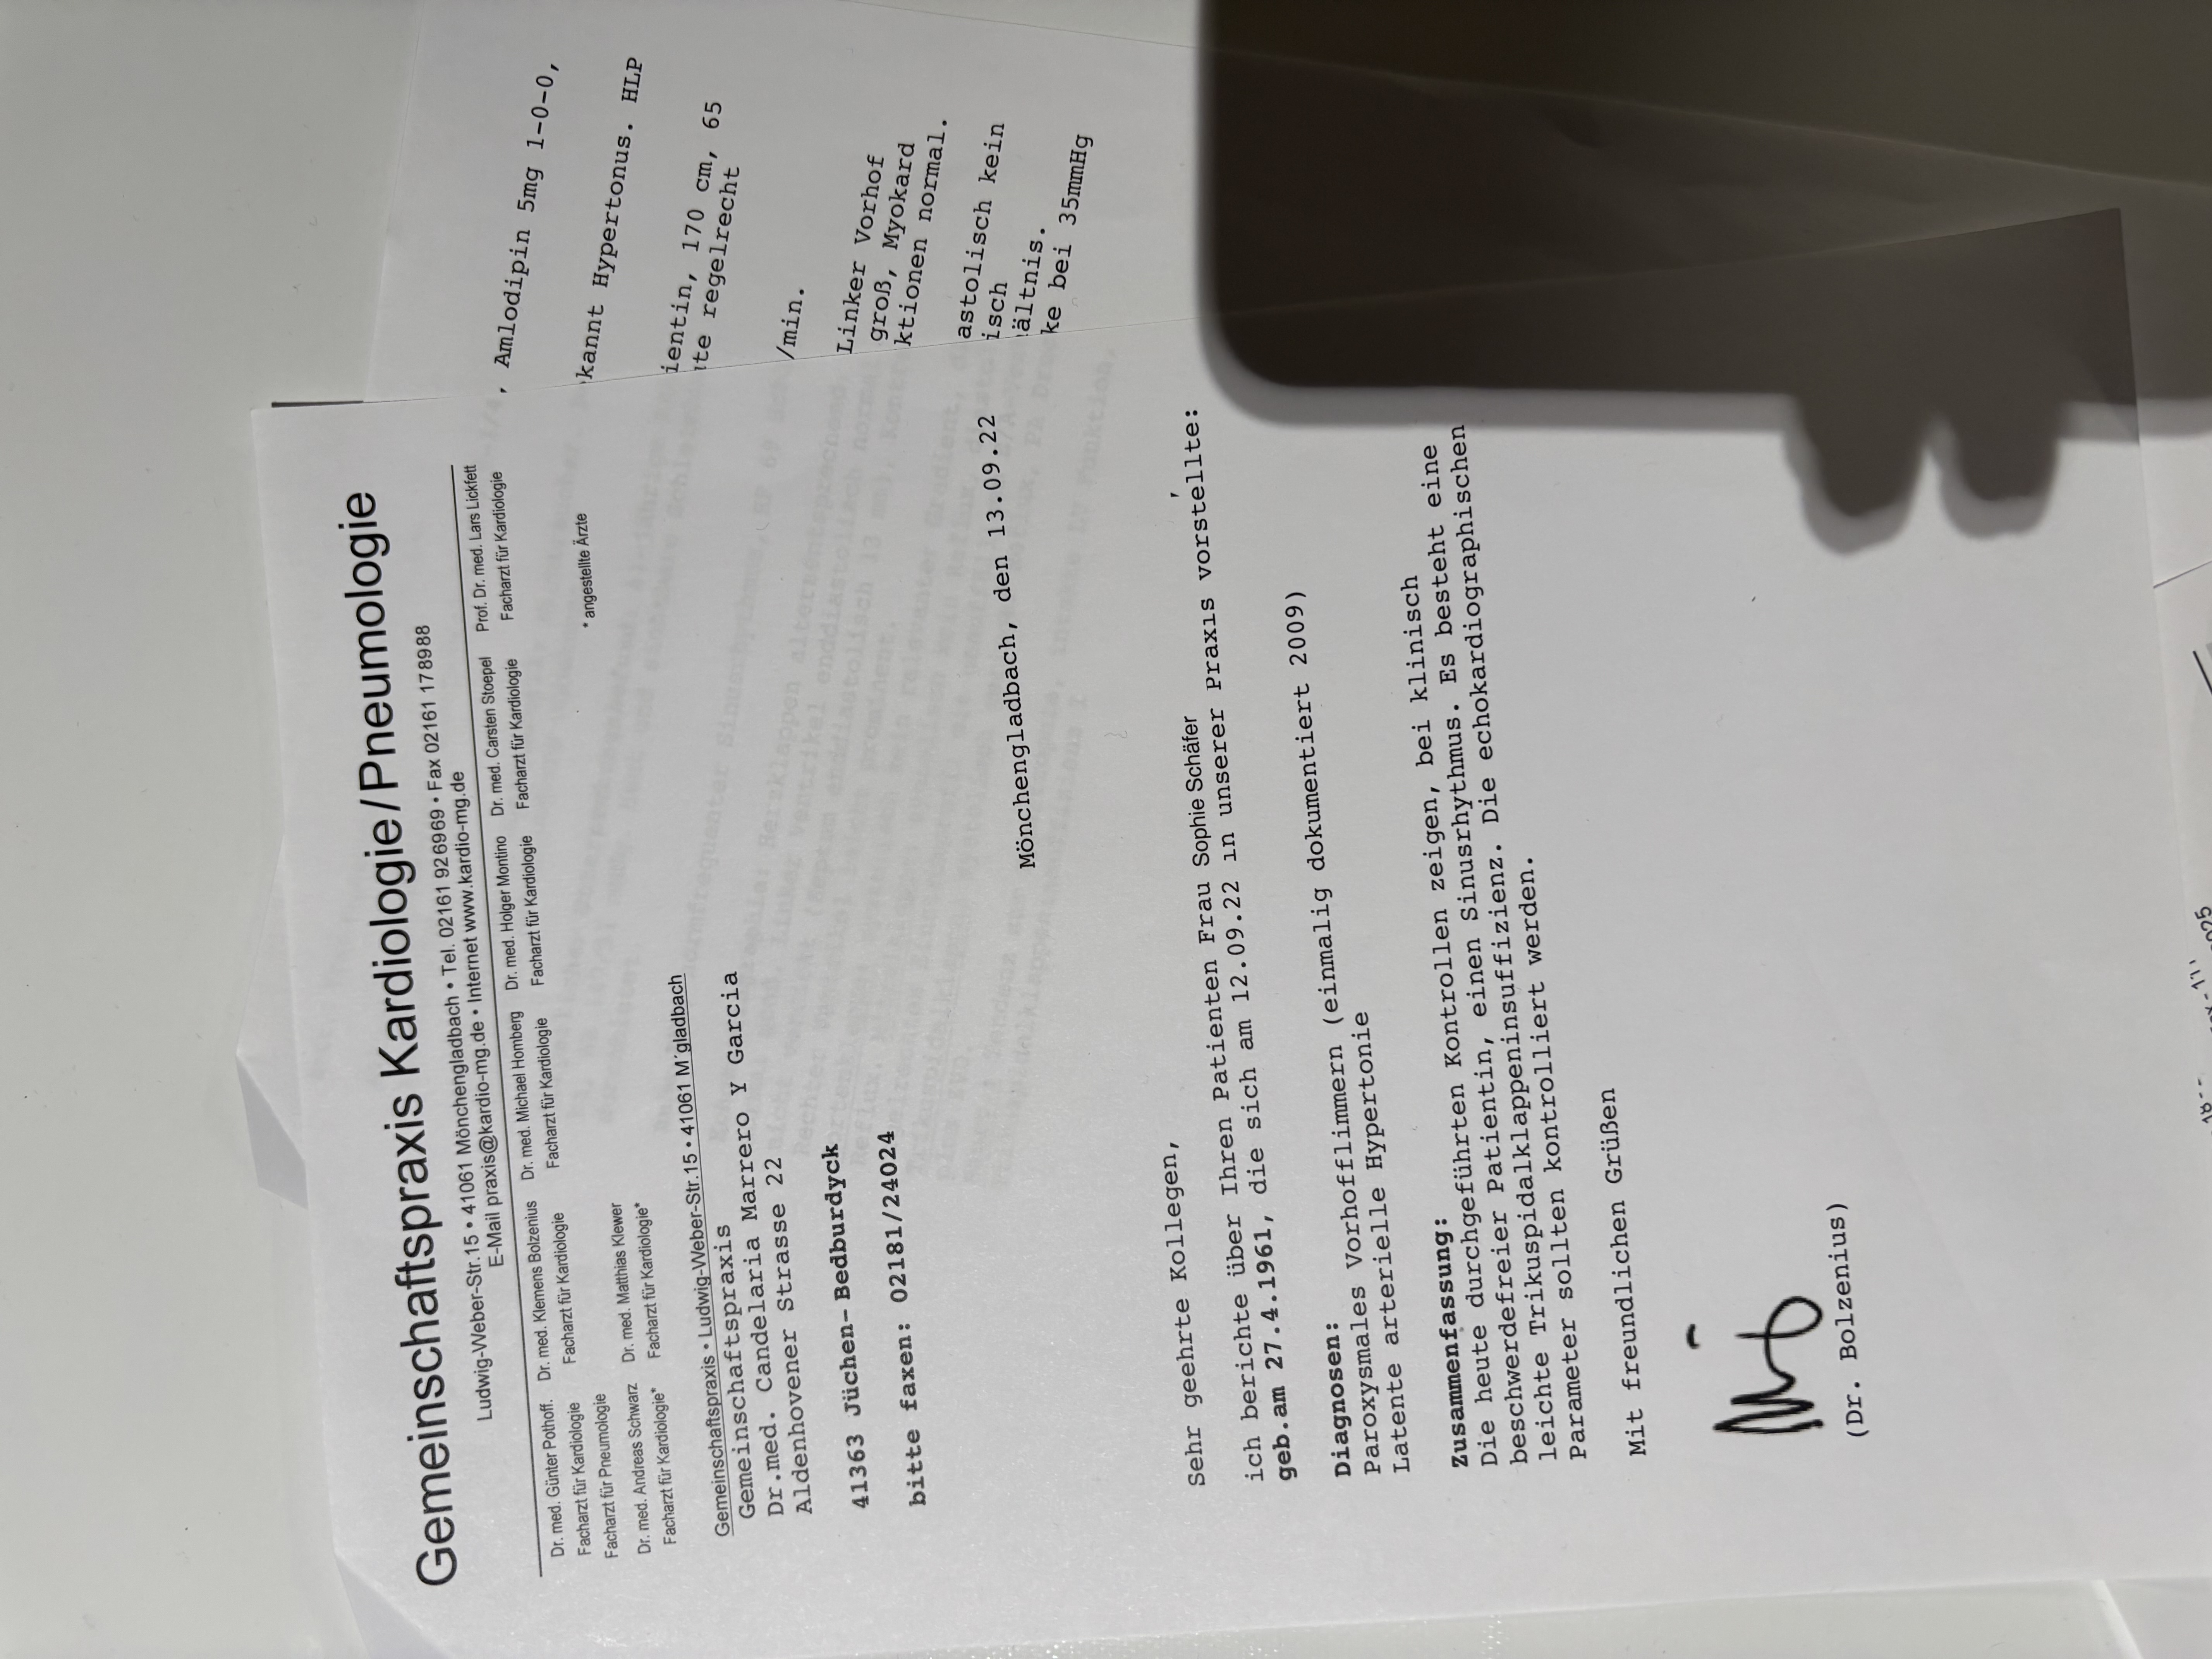 Gemeinschaftspraxis Kardiologie/Pneumologie
Ludwig-Weber-Str.15 • 41061 Mönchengladbach • Tel. 02161 926969 • Fax 02161 178988
E-Mail praxis@kardio-mg.de • Internet www.kardio-mg.de
Dr. med. Günter Pothoff. Dr. med. Klemens Bolzenius Dr. med. Michael Homberg Dr. med. Holger Montino Dr. med. Carsten Stoepel Prof. Dr. med. Lars Lickfett
Facharzt für Kardiologie Facharzt für Kardiologie Facharzt für Kardiologie Facharzt für Kardiologie Facharzt für Kardiologie Facharzt für Kardiologie
Facharzt für Pneumologie
* angestellte Ärzte
Dr. med. Andreas Schwarz Dr. med. Matthias Klewer
Facharzt für Kardiologie* Facharzt für Kardiologie*
Gemeinschaftspraxis • Ludwig-Weber-Str.15 • 41061 M´gladbach
Gemeinschaftspraxis
Dr.med. Candelaria Marrero Y Garcia
Aldenhovener Strasse 22
41363 Jüchen-Bedburdyck
bitte faxen: 02181/24024
Mönchengladbach, den 13.09.22
Sehr geehrte Kollegen,
ich berichte über Ihren Patienten Frau Sophie Schäfer
geb.am 27.4.1961, die sich am 12.09.22 in unserer Praxis vorstellte:
Diagnosen:
Paroxysmales Vorhofflimmern (einmalig dokumentiert 2009)
Latente arterielle Hypertonie
Zusammenfassung:
Die heute durchgeführten Kontrollen zeigen, bei klinisch
beschwerdefreier Patientin, einen Sinusrhythmus. Es besteht eine
leichte Trikuspidalklappeninsuffizienz. Die echokardiographischen
Parameter sollten kontrolliert werden.
Mit freundlichen Grüßen
(Dr. Bolzenius)
, Amlodipin 5mg 1-0-0,
kannt Hypertonus. HLP
ientin, 170 cm, 65
te regelrecht
/min.
Linker Vorhof
groß, Myokard
ktionen normal.
astolisch kein
isch
ältnis.
ke bei 35mmHg